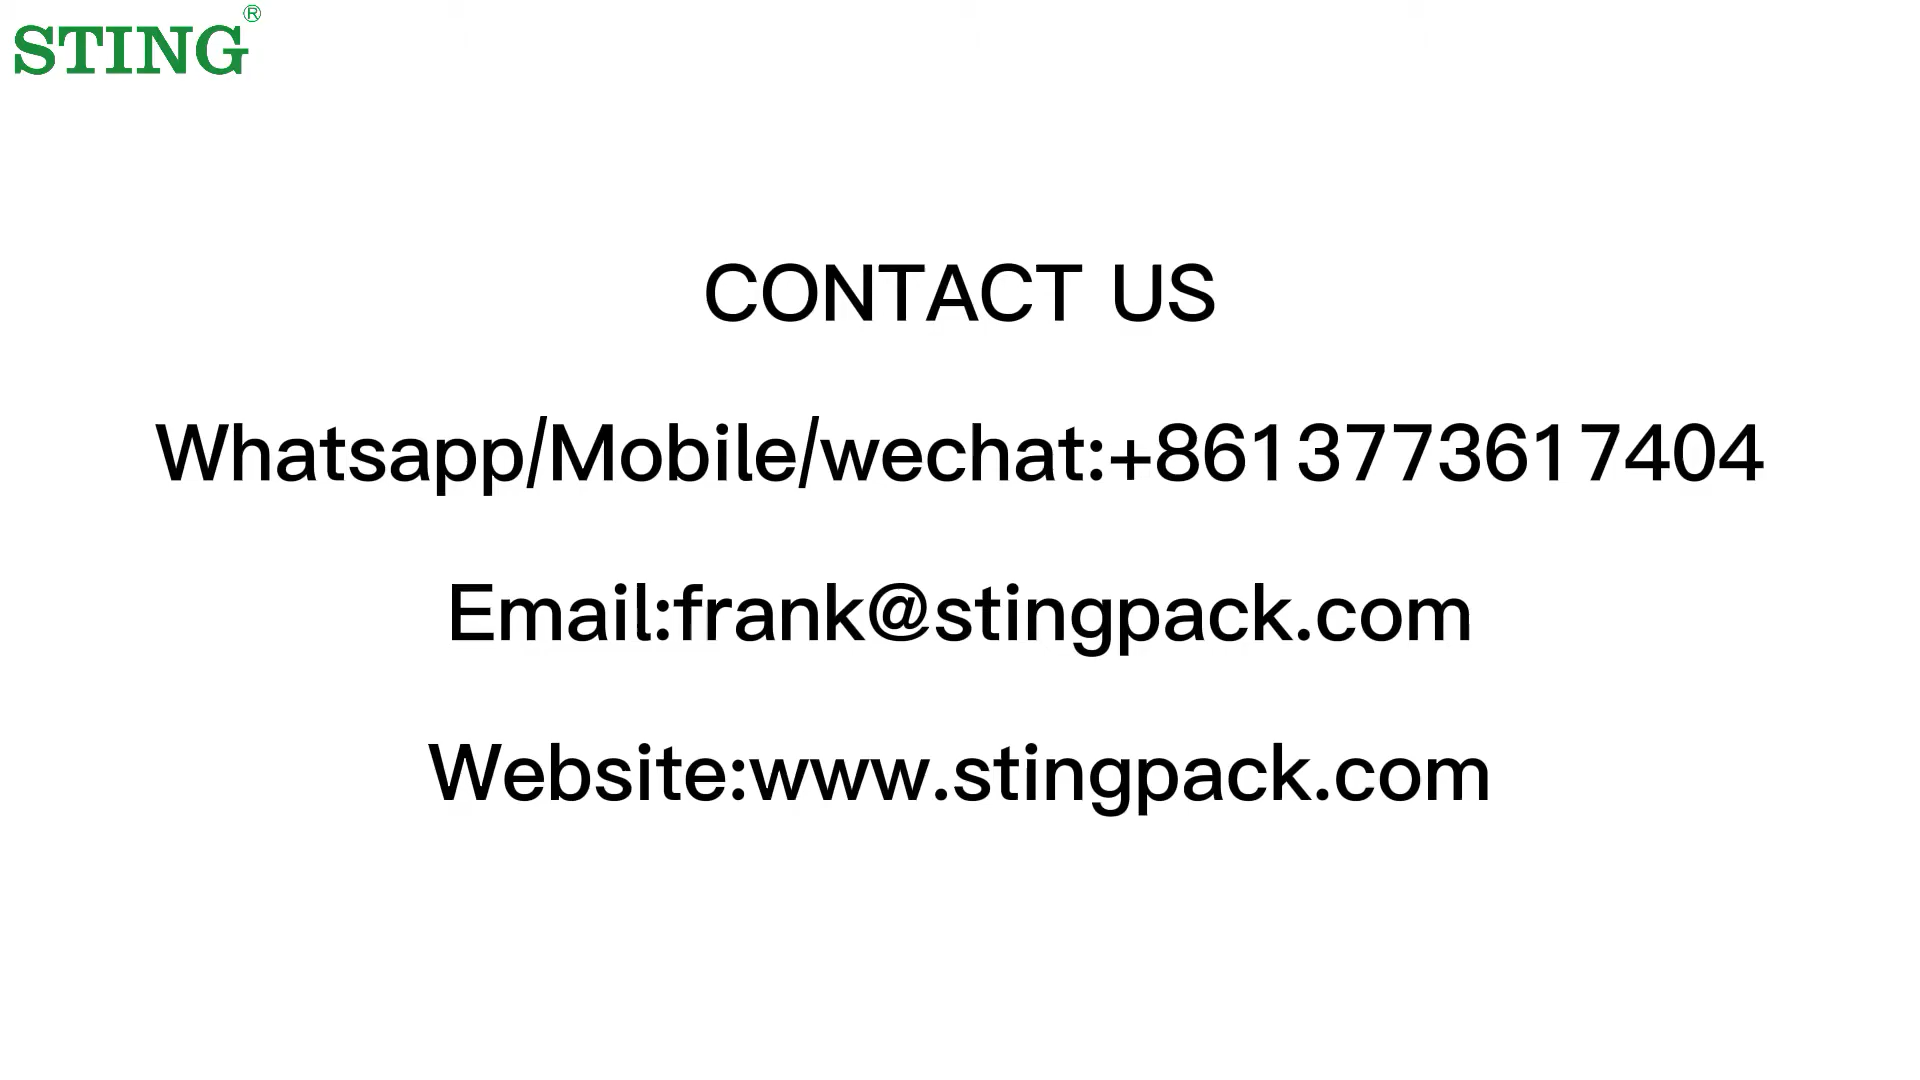 STING®
CONTACT US
Whatsapp/Mobile/wechat:+8613773617404
Email:frank@stingpack.com
Website:www.stingpack.com